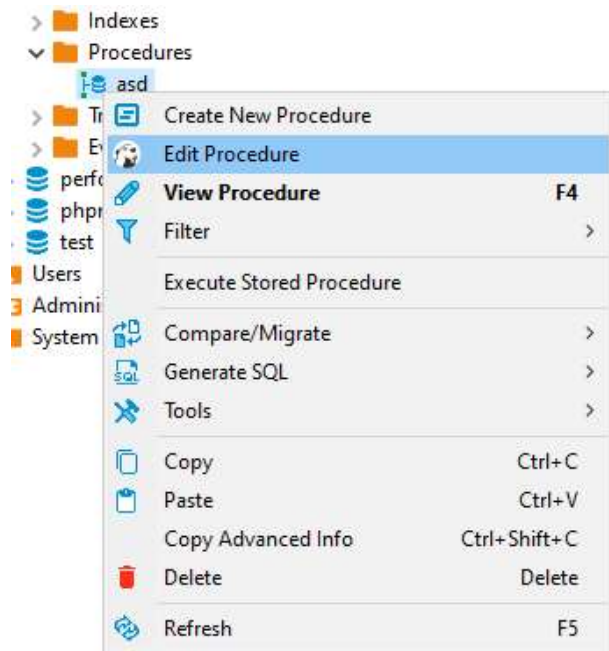 Indexes
Procedures
asd
Create New Procedure
Edit Procedure
View Procedure F4
Filter
test
Users
Execute Stored Procedure
System
Compare/Migrate
Generate SQL
SQL
Tools
Copy Ctrl+C
Paste Ctrl+V
Copy Advanced Info Ctrl+Shift+C
Delete Delete
Refresh F5